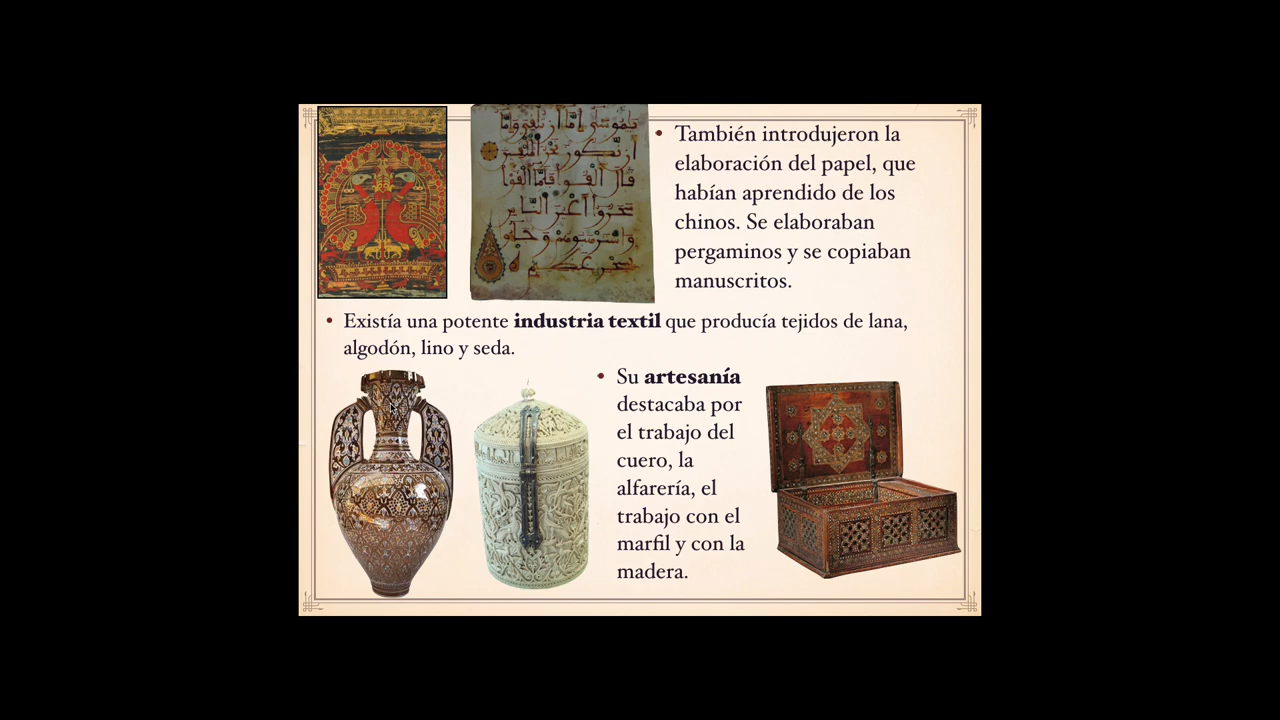 También introdujeron la
elaboración del papel, que
habían aprendido de los
chinos. Se elaboraban
pergaminos y se copiaban
manuscritos.
Existía una potente industria textil que producía tejidos de lana,
algodón, lino y seda.
Su artesanía
destacaba por
el trabajo del
cuero, la
alfarería, el
trabajo con el
marfil y con la
madera.